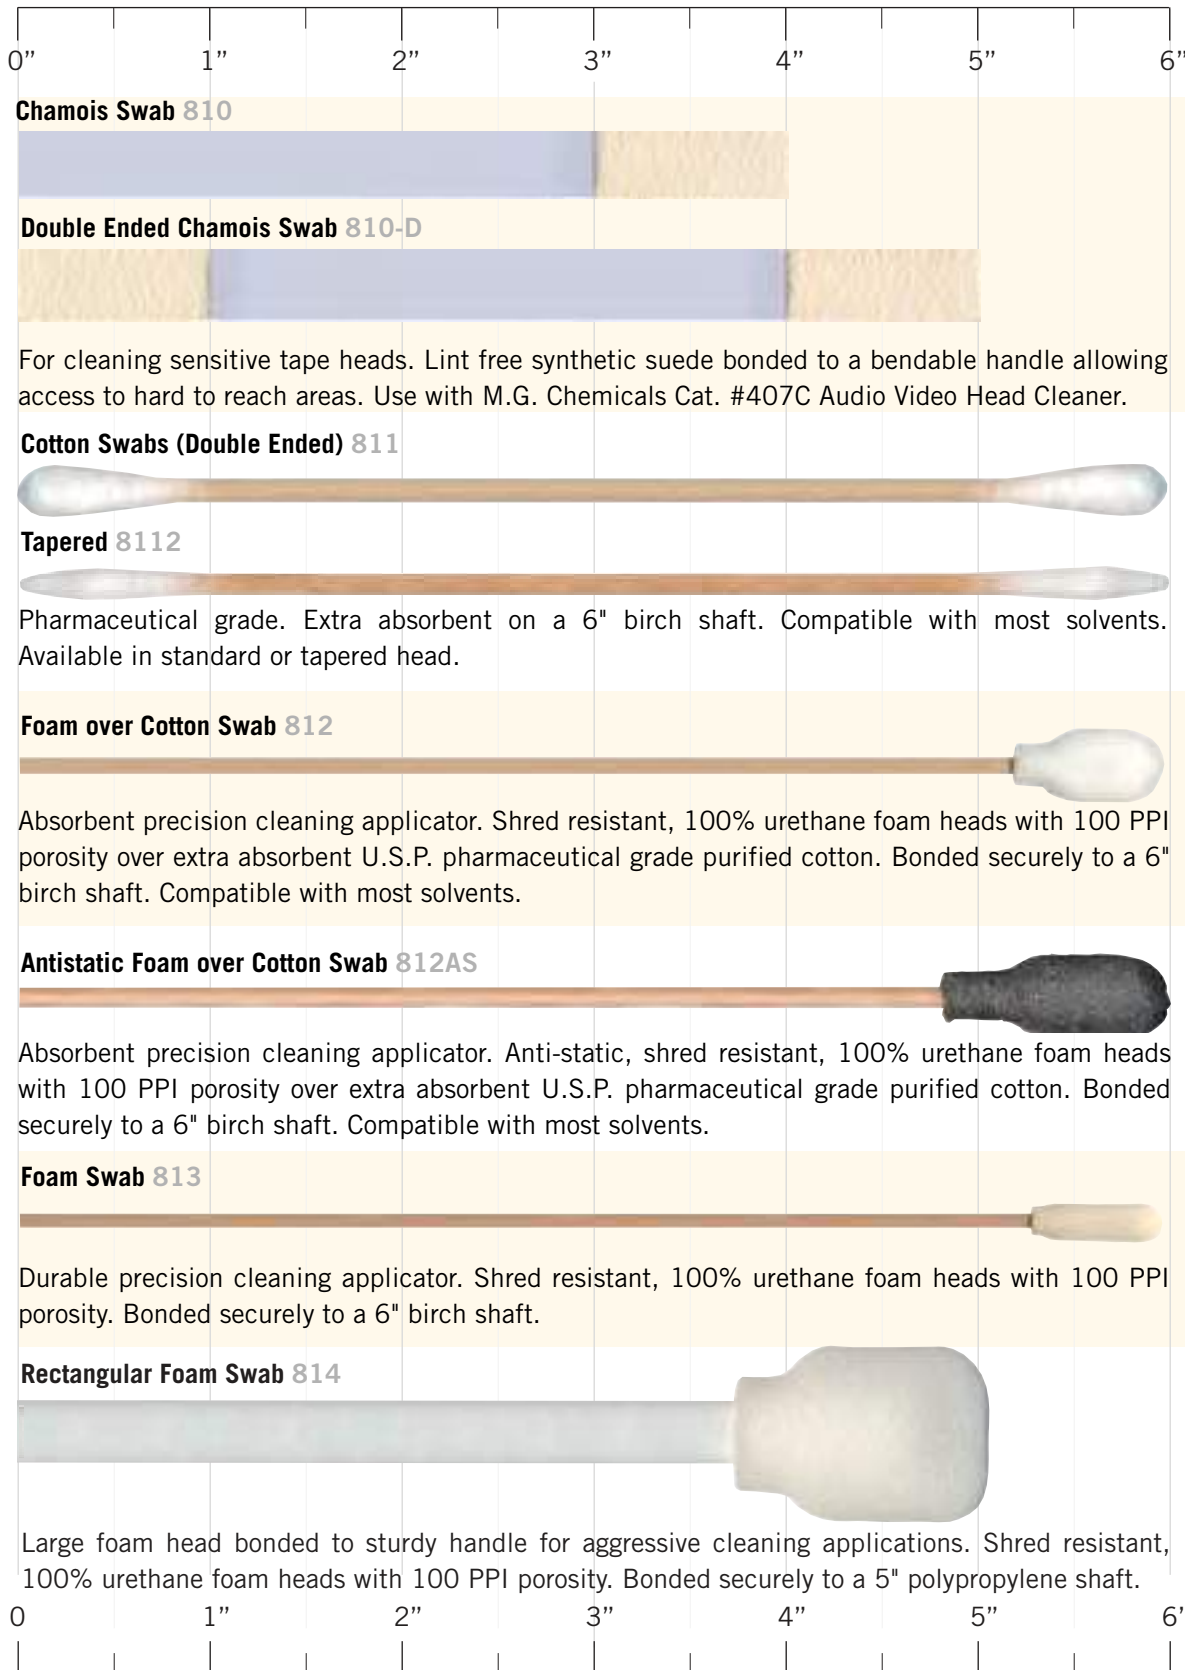 0” 1” 2” 3” 4” 5” 6”
Chamois Swab 810
Double Ended Chamois Swab 810-D
For cleaning sensitive tape heads. Lint free synthetic suede bonded to a bendable handle allowing
access to hard to reach areas. Use with M.G. Chemicals Cat. #407C Audio Video Head Cleaner.
Cotton Swabs (Double Ended) 811
Tapered 8112
Pharmaceutical grade. Extra absorbent on a 6" birch shaft. Compatible with most solvents.
Available in standard or tapered head.
Foam over Cotton Swab 812
Absorbent precision cleaning applicator. Shred resistant, 100% urethane foam heads with 100 PPI
porosity over extra absorbent U.S.P. pharmaceutical grade purified cotton. Bonded securely to a 6"
birch shaft. Compatible with most solvents.
Antistatic Foam over Cotton Swab 812AS
Absorbent precision cleaning applicator. Anti-static, shred resistant, 100% urethane foam heads
with 100 PPI porosity over extra absorbent U.S.P. pharmaceutical grade purified cotton. Bonded
securely to a 6" birch shaft. Compatible with most solvents.
Foam Swab 813
Durable precision cleaning applicator. Shred resistant, 100% urethane foam heads with 100 PPI
porosity. Bonded securely to a 6" birch shaft.
Rectangular Foam Swab 814
Large foam head bonded to sturdy handle for aggressive cleaning applications. Shred resistant,
100% urethane foam heads with 100 PPI porosity. Bonded securely to a 5" polypropylene shaft.
0 1” 2” 3” 4” 5” 6’